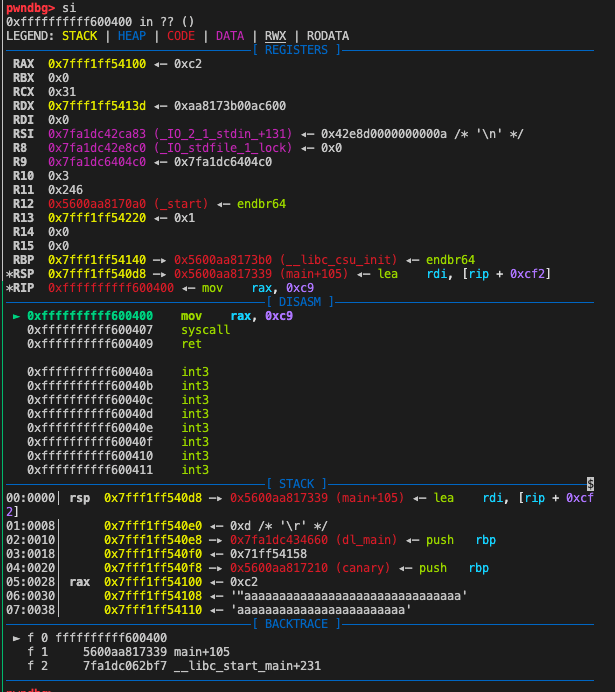 pwndbg> si
0xffffffffff600400 in ?? ()
LEGEND: STACK | HEAP | CODE | DATA | RWX | RODATA
[ REGISTERS ]
RAX 0x7fff1ff54100 ◂— 0xc2
RBX 0x0
RCX 0x31
RDX 0x7fff1ff5413d ◂— 0xaa8173b00ac600
RDI 0x0
RSI 0x7fa1dc42ca83 (_IO_2_1_stdin_+131) ◂— 0x42e8d0000000000a /* '\n' */
R8 0x7fa1dc42e8c0 (_IO_stdfile_1_lock) ◂— 0x0
R9 0x7fa1dc6404c0 ◂— 0x7fa1dc6404c0
R10 0x3
R11 0x246
R12 0x5600aa8170a0 (_start) ◂— endbr64
R13 0x7fff1ff54220 ◂— 0x1
R14 0x0
R15 0x0
RBP 0x7fff1ff54140 —▸ 0x5600aa8173b0 (__libc_csu_init) ◂— endbr64
*RSP 0x7fff1ff540d8 —▸ 0x5600aa817339 (main+105) ◂— lea rdi, [rip + 0xcf2]
*RIP 0xffffffffff600400 ◂— mov rax, 0xc9
[ DISASM ]
► 0xffffffffff600400 mov rax, 0xc9
0xffffffffff600407 syscall
0xffffffffff600409 ret
0xffffffffff60040a int3
0xffffffffff60040b int3
0xffffffffff60040c int3
0xffffffffff60040d int3
0xffffffffff60040e int3
0xffffffffff60040f int3
0xffffffffff600410 int3
0xffffffffff600411 int3
[ STACK ] $
00:0000│ rsp 0x7fff1ff540d8 —▸ 0x5600aa817339 (main+105) ◂— lea rdi, [rip + 0xcf
2]
01:0008│ 0x7fff1ff540e0 ◂— 0xd /* '\r' */
02:0010│ 0x7fff1ff540e8 —▸ 0x7fa1dc434660 (dl_main) ◂— push rbp
03:0018│ 0x7fff1ff540f0 ◂— 0x71ff54158
04:0020│ 0x7fff1ff540f8 —▸ 0x5600aa817210 (canary) ◂— push rbp
05:0028│ rax 0x7fff1ff54100 ◂— 0xc2
06:0030│ 0x7fff1ff54108 ◂— '"aaaaaaaaaaaaaaaaaaaaaaaaaaaaaaa'
07:0038│ 0x7fff1ff54110 ◂— 'aaaaaaaaaaaaaaaaaaaaaaaa'
[ BACKTRACE ]
► f 0 ffffffffff600400
f 1 5600aa817339 main+105
f 2 7fa1dc062bf7 __libc_start_main+231